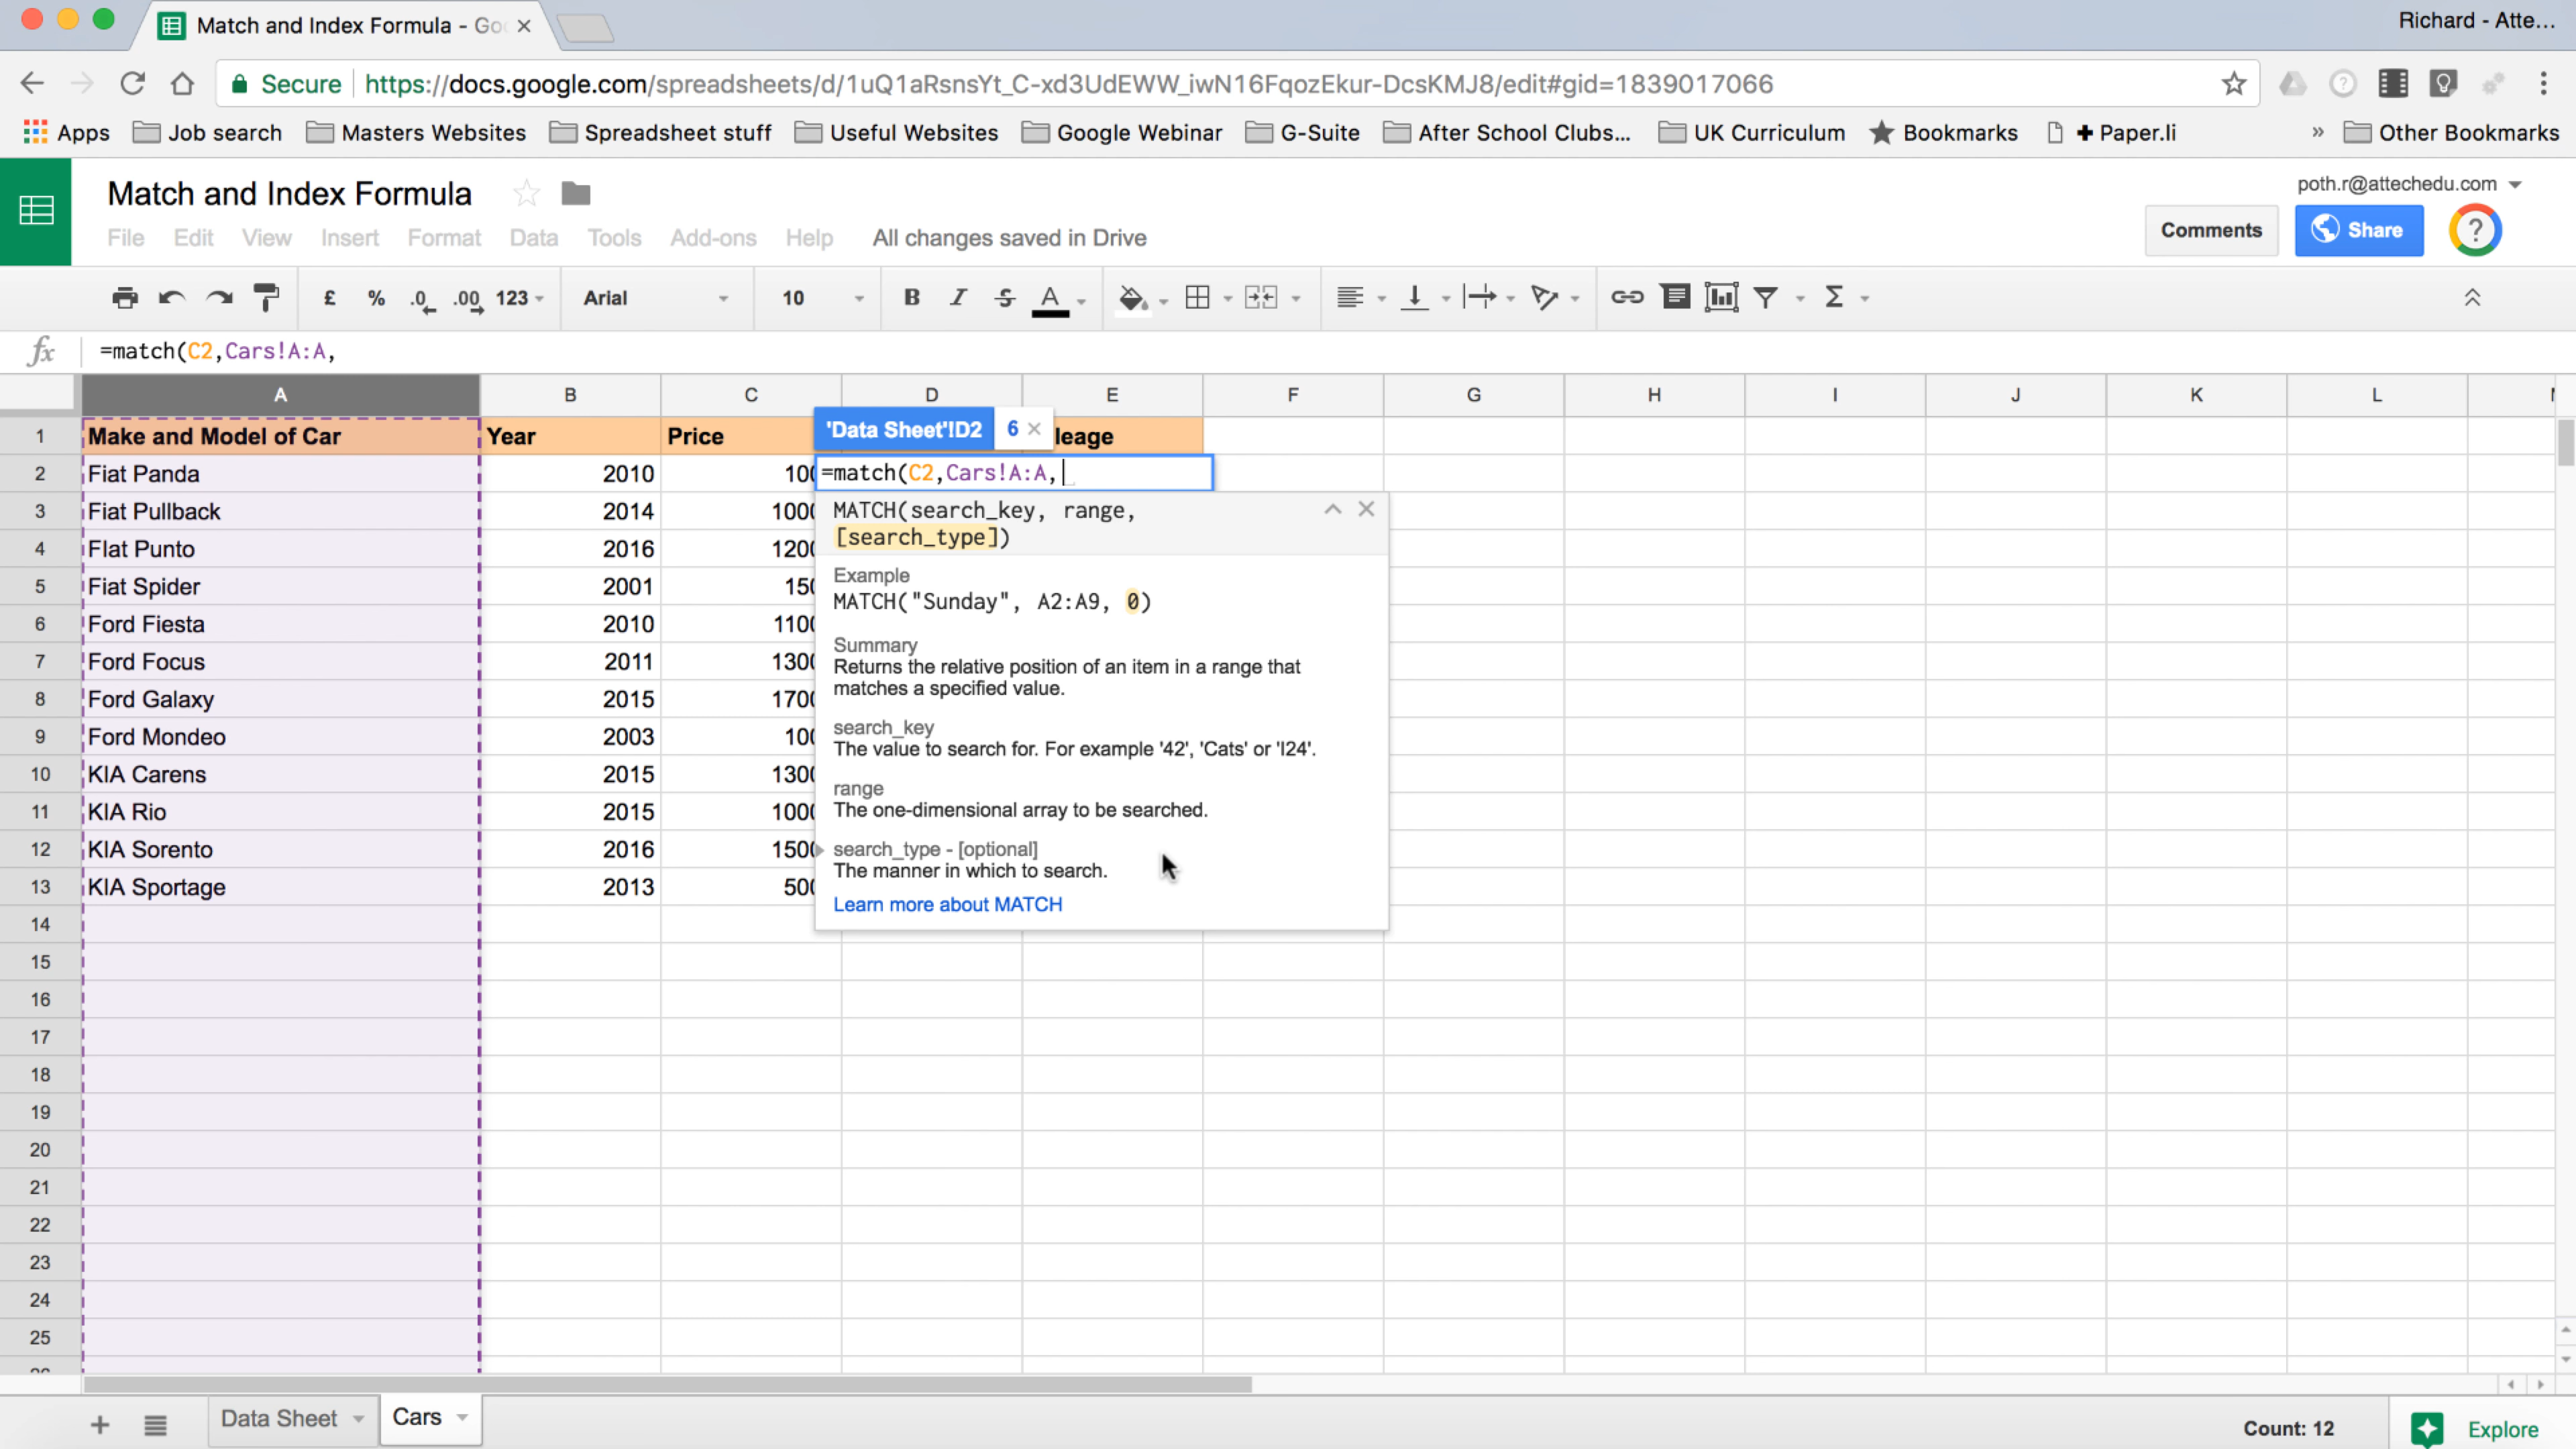 Match and Index Formula - Goo
Richard - Atte...
Secure https://docs.google.com/spreadsheets/d/1uQ1aRsnsYt_C-xd3UdEWW_iwN16FqozEkur-DcsKMJ8/edit#gid=1839017066
Apps Job search Masters Websites Spreadsheet stuff Useful Websites Google Webinar G-Suite After School Clubs... UK Curriculum Bookmarks + Paper.li » Other Bookmarks
Match and Index Formula
poth.r@attechedu.com
File Edit View Insert Format Data Tools Add-ons Help All changes saved in Drive
Comments Share ?
£ % .0 .00 123 Arial 10 B I S A Σ
fx =match(C2,Cars!A:A,
A B C D E F G H I J K L
1 Make and Model of Car Year Price 'Data Sheet'!D2 6 × leage
2 Fiat Panda 2010 100 =match(C2,Cars!A:A,
3 Fiat Pullback 2014 1000
4 FIat Punto 2016 1200
5 Fiat Spider 2001 150
6 Ford Fiesta 2010 1100
7 Ford Focus 2011 1300
8 Ford Galaxy 2015 1700
9 Ford Mondeo 2003 100
10 KIA Carens 2015 1300
11 KIA Rio 2015 1000
12 KIA Sorento 2016 1500
13 KIA Sportage 2013 500
MATCH(search_key, range,
[search_type])
Example
MATCH("Sunday", A2:A9, 0)
Summary
Returns the relative position of an item in a range that
matches a specified value.
search_key
The value to search for. For example '42', 'Cats' or 'I24'.
range
The one-dimensional array to be searched.
search_type - [optional]
The manner in which to search.
Learn more about MATCH
14
15
16
17
18
19
20
21
22
23
24
25
Data Sheet Cars Count: 12 Explore